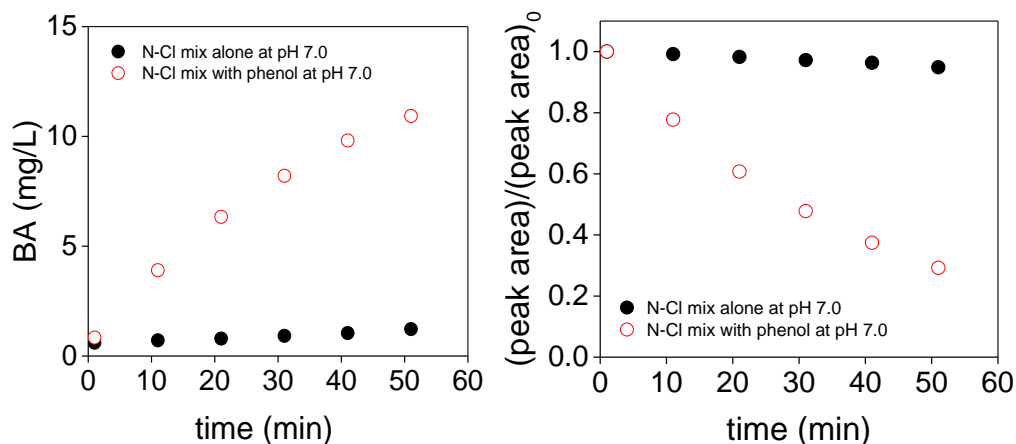 15
10
5
0
BA (mg/L)
N-Cl mix alone at pH 7.0
N-Cl mix with phenol at pH 7.0
0 10 20 30 40 50 60
time (min)
1.0
0.8
0.6
0.4
0.2
0.0
(peak area)/(peak area)0
N-Cl mix alone at pH 7.0
N-Cl mix with phenol at pH 7.0
0 10 20 30 40 50 60
time (min)